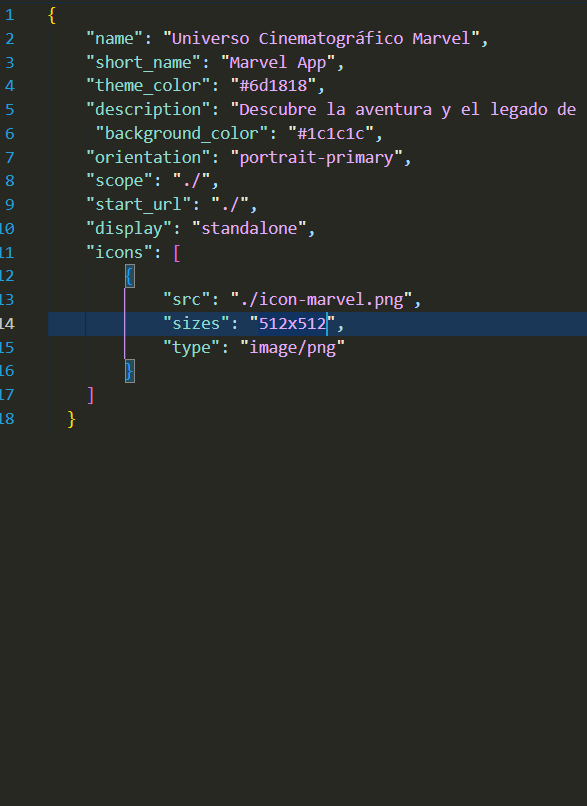 1 {
2 "name": "Universo Cinematográfico Marvel",
3 "short_name": "Marvel App",
4 "theme_color": "#6d1818",
5 "description": "Descubre la aventura y el legado de
6 "background_color": "#1c1c1c",
7 "orientation": "portrait-primary",
8 "scope": "./",
9 "start_url": "./",
10 "display": "standalone",
11 "icons": [
12 {
13 "src": "./icon-marvel.png",
14 "sizes": "512x512",
15 "type": "image/png"
16 }
17 ]
18 }